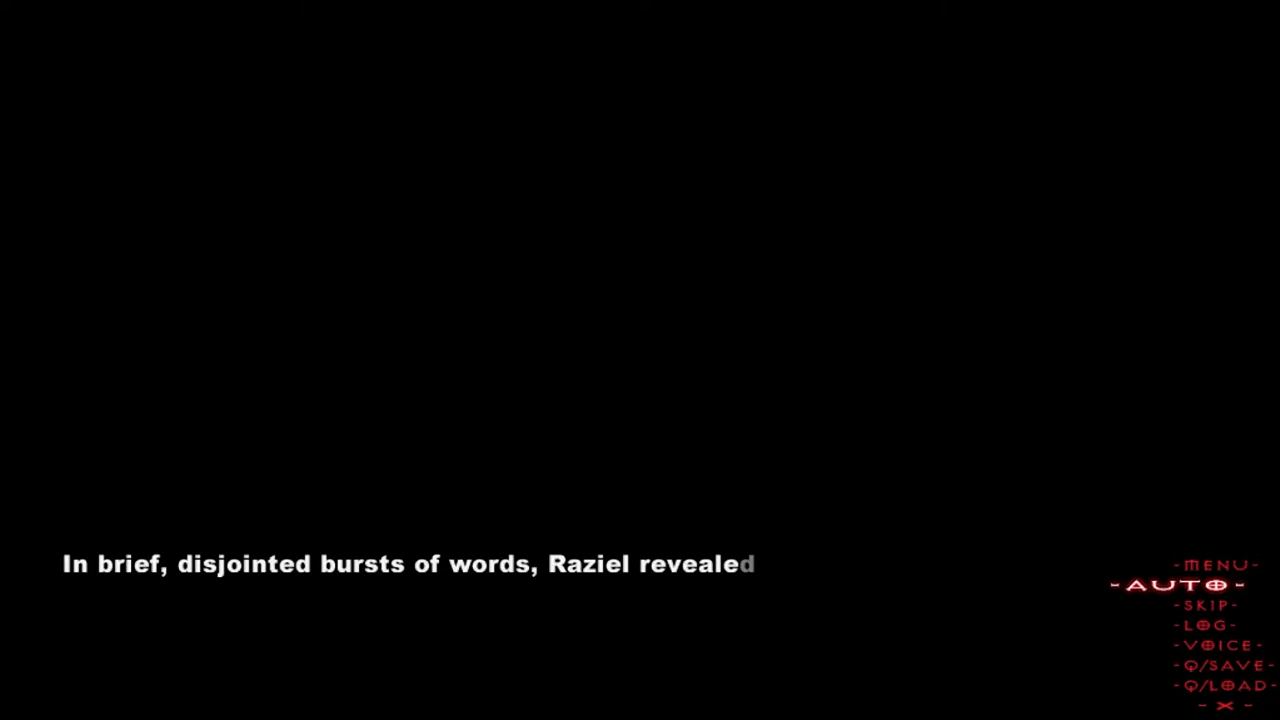 In brief, disjointed bursts of words, Raziel revealed
-MENU-
-AUTO-
-SKIP-
-LOG-
-VOICE-
-Q/SAVE-
-Q/LOAD-
-X-